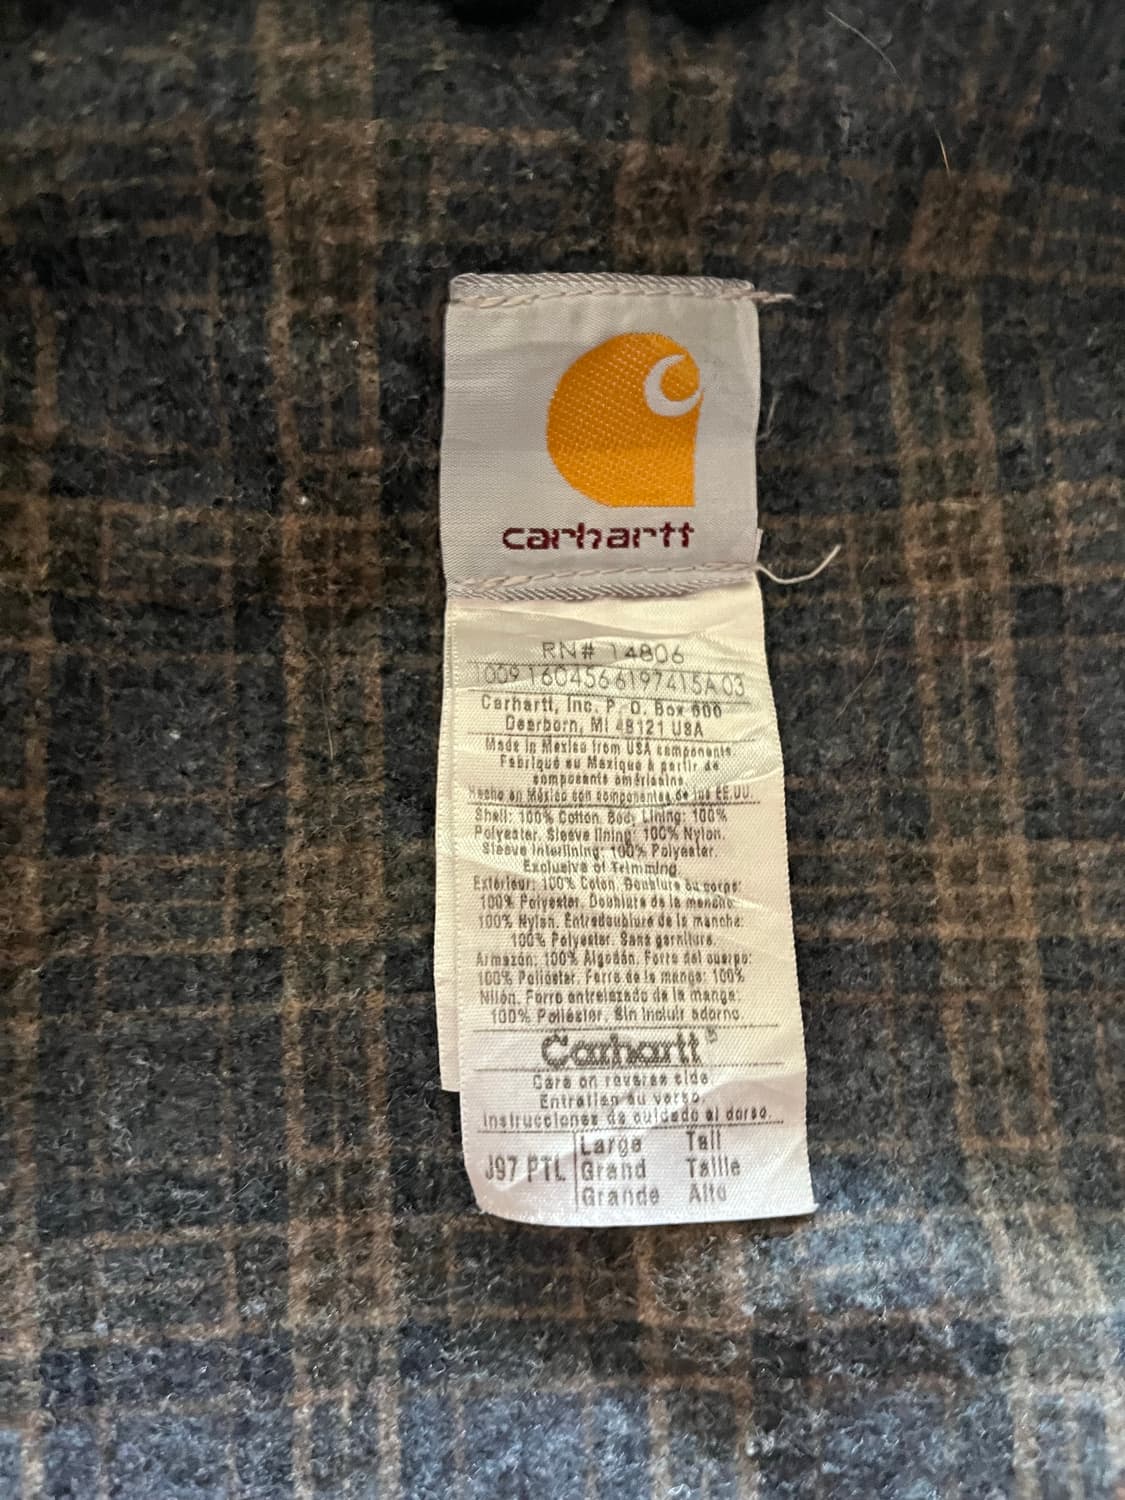 carhartt
RN# 14806
1009 1604566197415A 03
Carhartt, Inc. P. O. Box 600
Dearborn, MI 48121 USA
Made in Mexico from USA components.
Fabriqué au Mexique à partir de
composants américains.
Hecho en México con componentes de los EE.UU.
Shell: 100% Cotton. Body Lining: 100%
Polyester. Sleeve lining: 100% Nylon.
Sleeve Interlining: 100% Polyester.
Exclusive of Trimming.
Extérieur: 100% Coton. Doublure du corps:
100% Polyester. Doublure de la manche:
100% Nylon. Entredoublure de la manche:
100% Polyester. Sans garniture.
Armazón: 100% Algodón. Forro del cuerpo:
100% Poliéster. Forro de la manga: 100%
Nilón. Forro entrelazado de la manga:
100% Poliéster. Sin incluir adorno.
Carhartt®
Care on reverse side.
Entretien au verso.
Instrucciones de cuidado al dorso.
J97 PTL
Large Tall
Grand Taille
Grande Alto